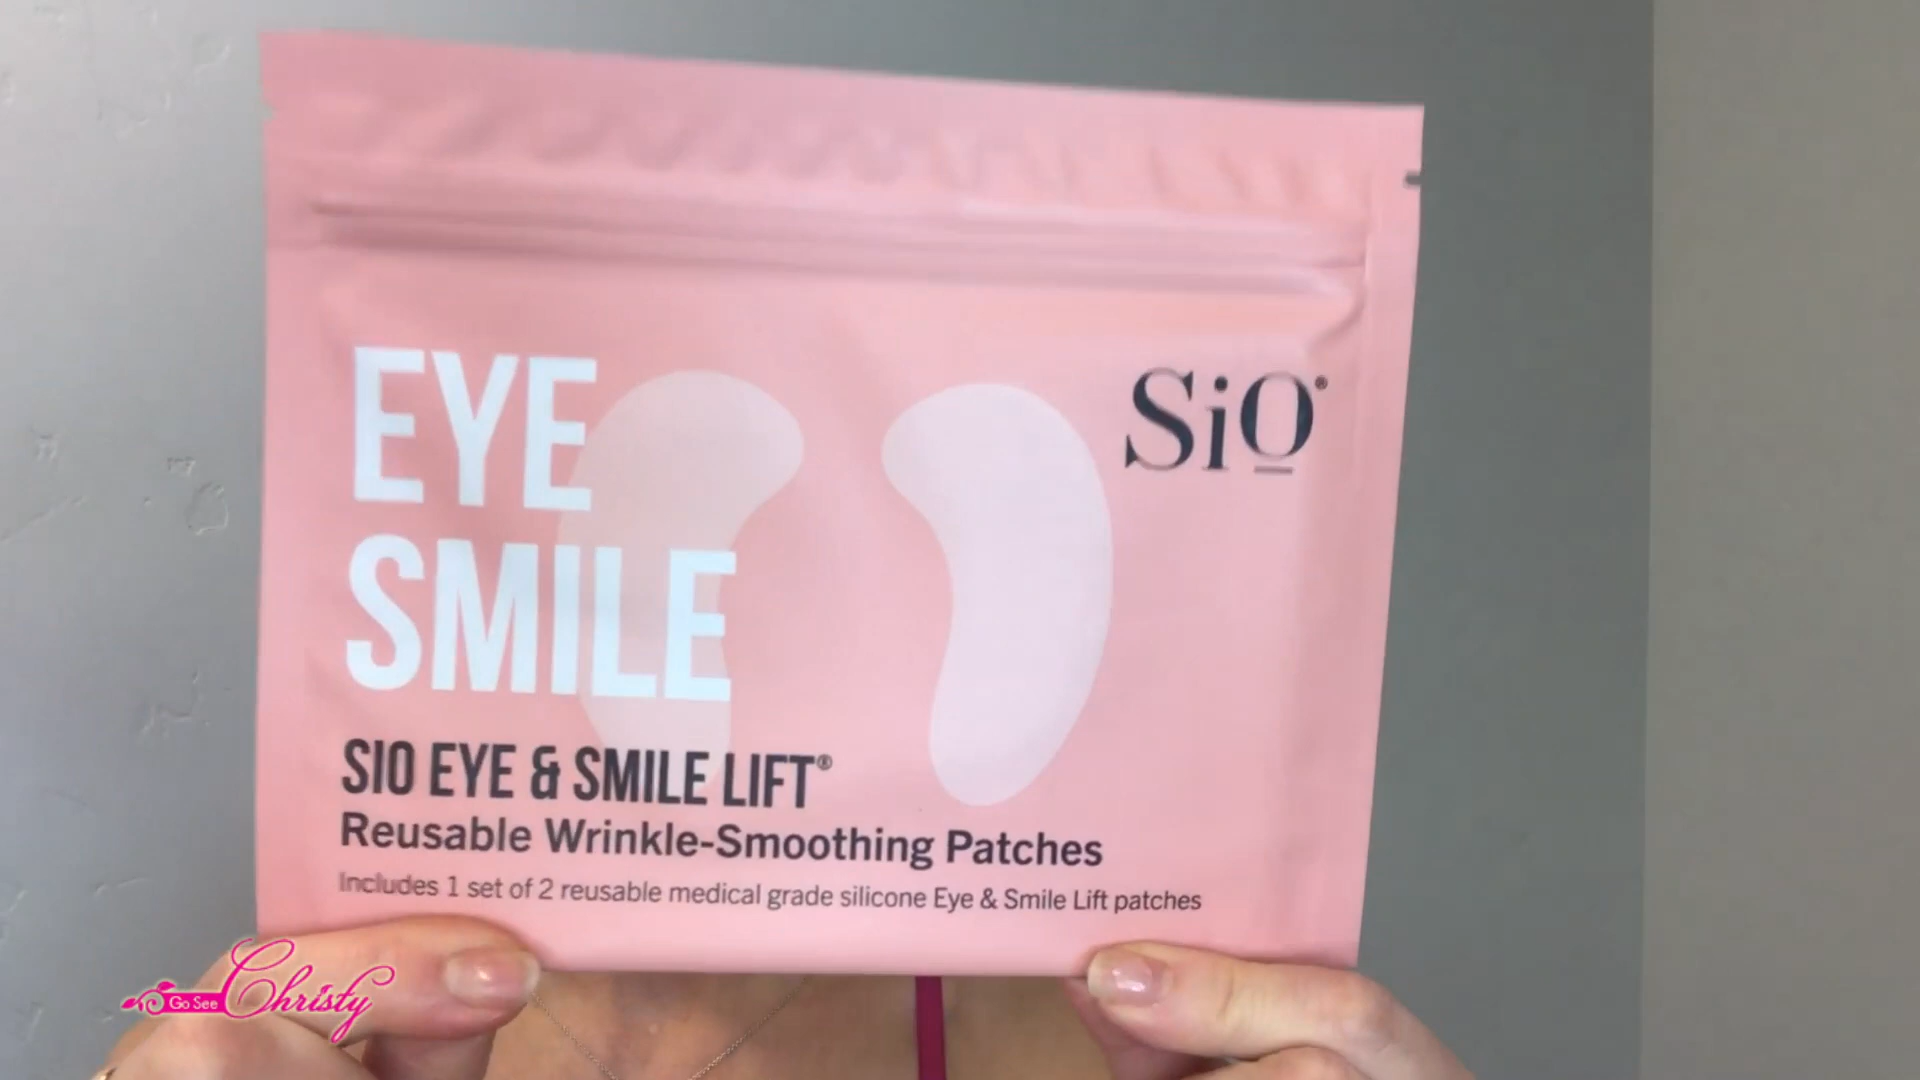 EYE
SMILE
SiO®
SIO EYE & SMILE LIFT®
Reusable Wrinkle-Smoothing Patches
Includes 1 set of 2 reusable medical grade silicone Eye & Smile Lift patches
Go See Christy